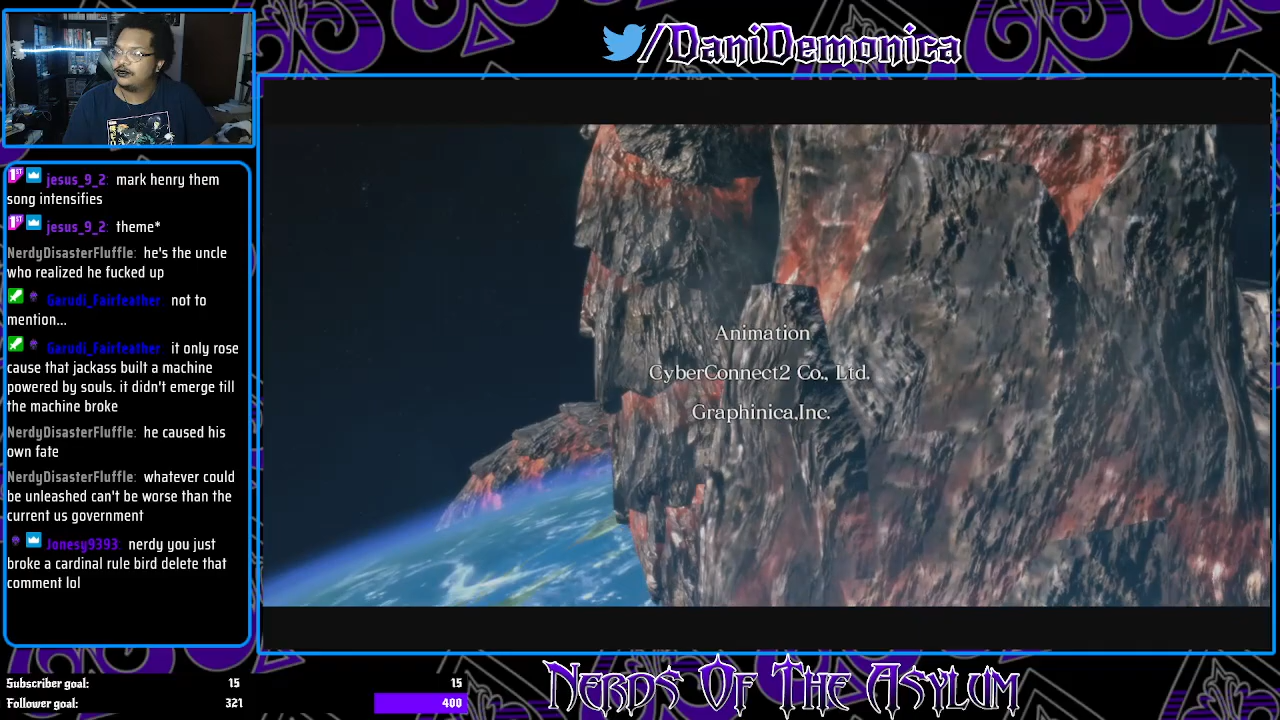 /DaniDemonica
jesus_9_2: mark henry them
song intensifies
jesus_9_2: theme*
NerdyDisasterFluffle: he's the uncle
who realized he fucked up
Garudi_Fairfeather: not to
mention...
Garudi_Fairfeather: it only rose
cause that jackass built a machine
powered by souls. it didn't emerge till
the machine broke
NerdyDisasterFluffle: he caused his
own fate
NerdyDisasterFluffle: whatever could
be unleashed can't be worse than the
current us government
Jonesy9393: nerdy you just
broke a cardinal rule bird delete that
comment lol
Animation
CyberConnect2 Co., Ltd.
Graphinica,Inc.
Subscriber goal: 15 15
Follower goal: 321 400
Nerds Of The Asylum